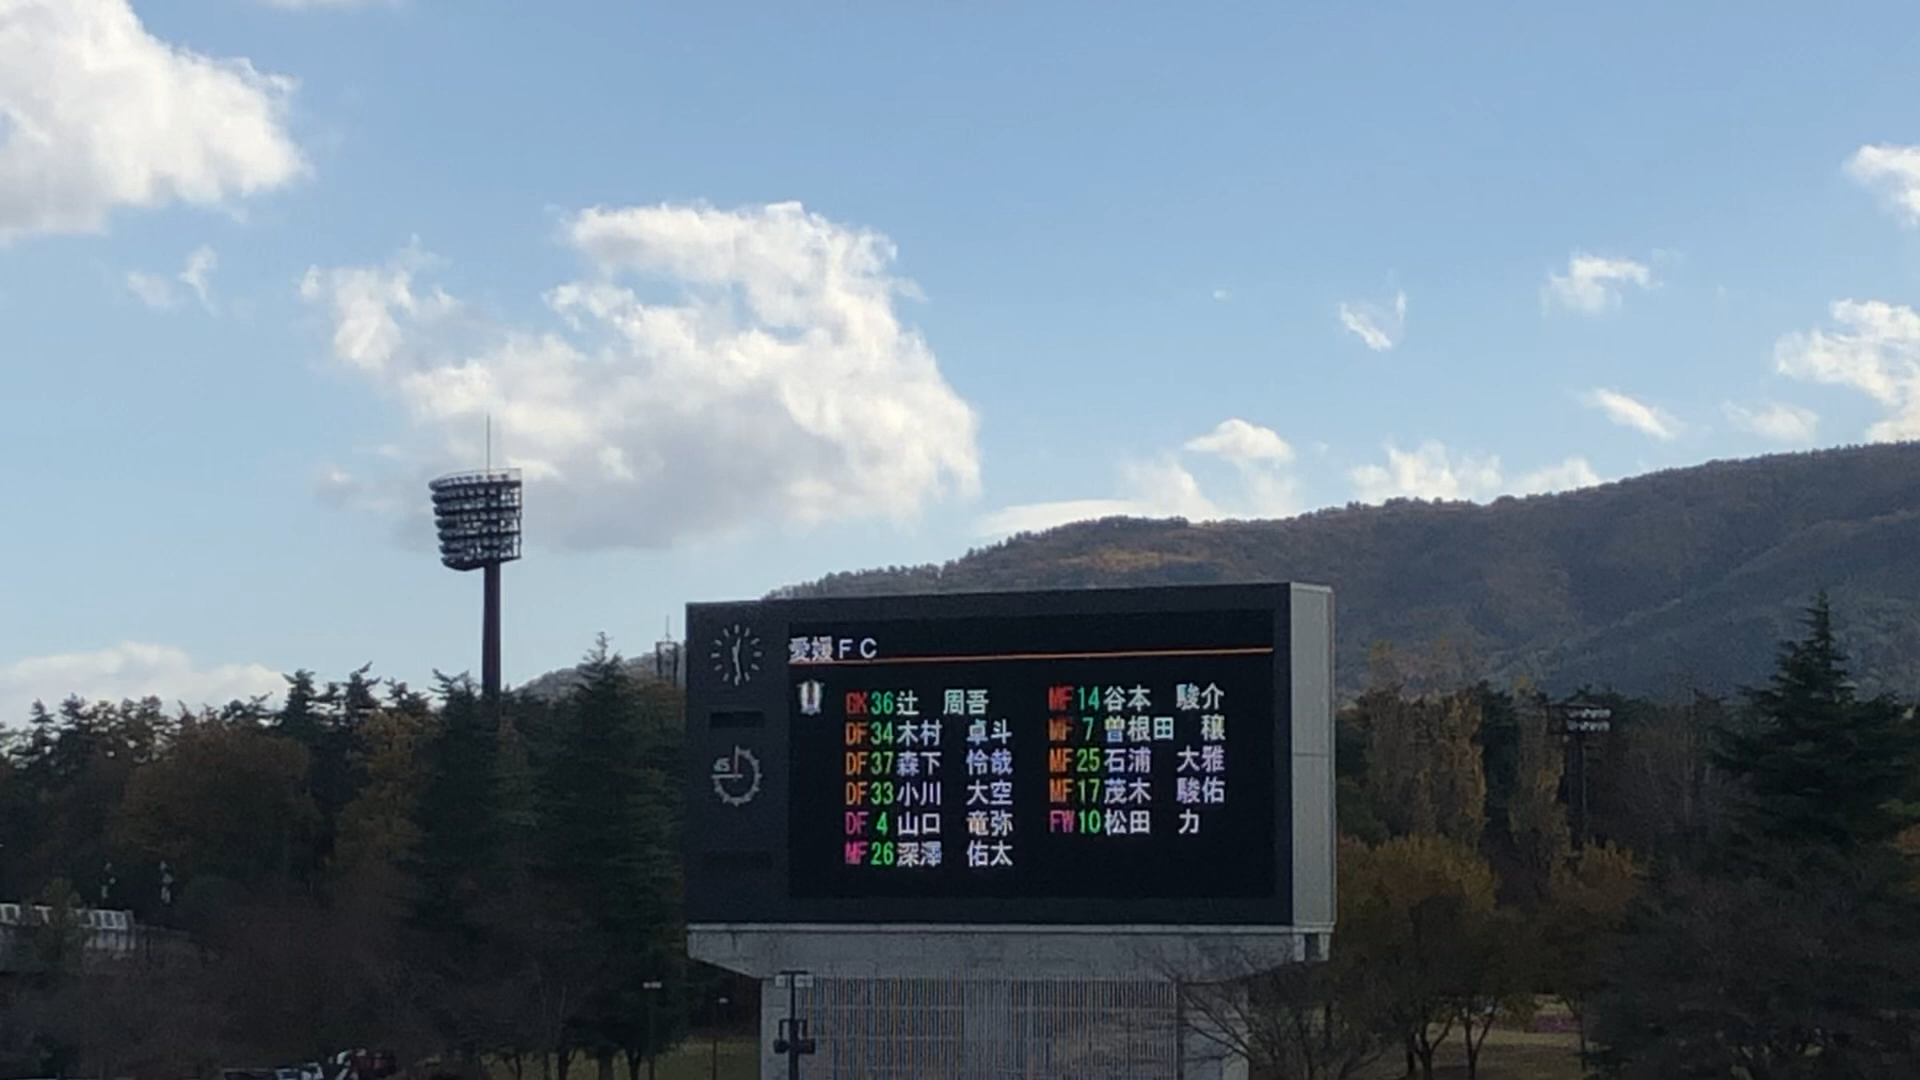 愛媛FC
GK 36 辻 周吾
DF 34 木村 卓斗
DF 37 森下 怜哉
DF 33 小川 大空
DF 4 山口 竜弥
MF 26 深澤 佑太
MF 14 谷本 駿介
MF 7 曽根田 穣
MF 25 石浦 大雅
MF 17 茂木 駿佑
FW 10 松田 力
45